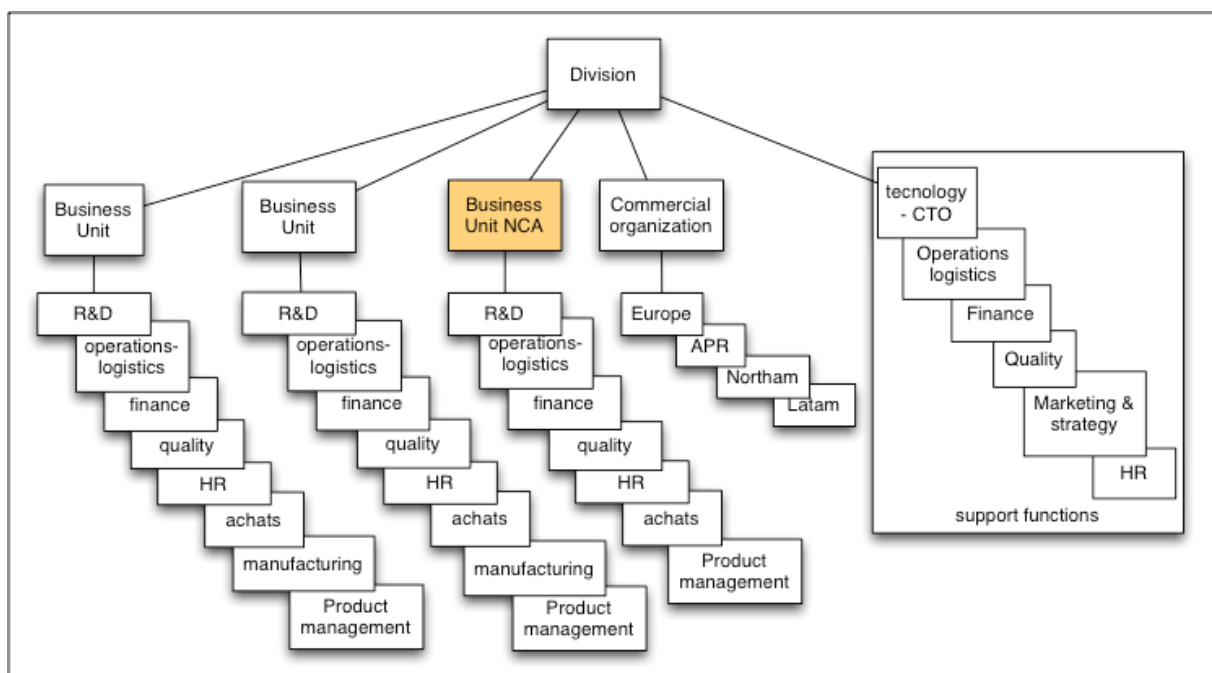 Division
Business
Unit
R&D
operations-
logistics
finance
quality
HR
achats
manufacturing
Product
management
Business
Unit
R&D
operations-
logistics
finance
quality
HR
achats
manufacturing
Product
management
Business
Unit NCA
R&D
operations-
logistics
finance
quality
HR
achats
Product
management
Commercial
organization
Europe
APR
Northam
Latam
tecnology
- CTO
Operations
logistics
Finance
Quality
Marketing &
strategy
HR
support functions